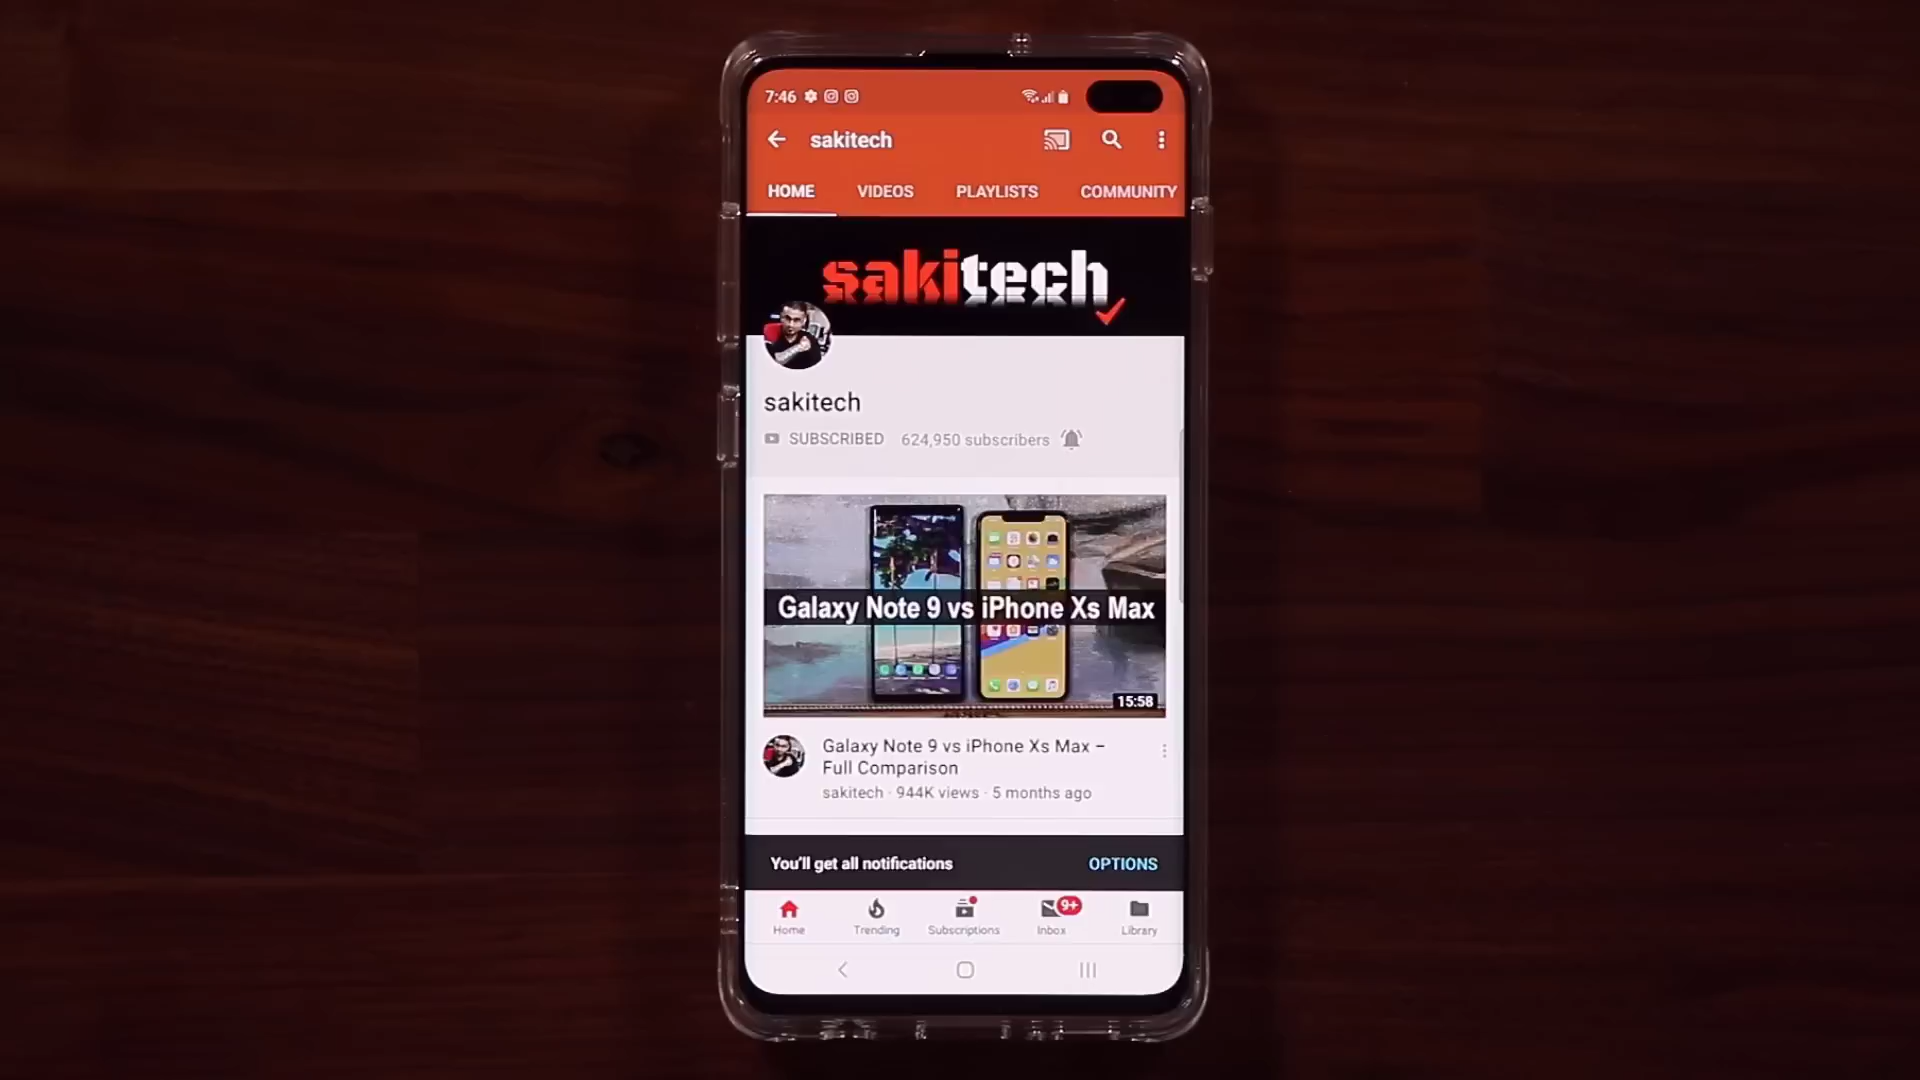 7:46
sakitech
HOME VIDEOS PLAYLISTS COMMUNITY
sakitech
sakitech
SUBSCRIBED 624,950 subscribers
Galaxy Note 9 vs iPhone Xs Max
15:58
Galaxy Note 9 vs iPhone Xs Max –
Full Comparison
sakitech · 944K views · 5 months ago
You'll get all notifications OPTIONS
9+
Home Trending Subscriptions Inbox Library